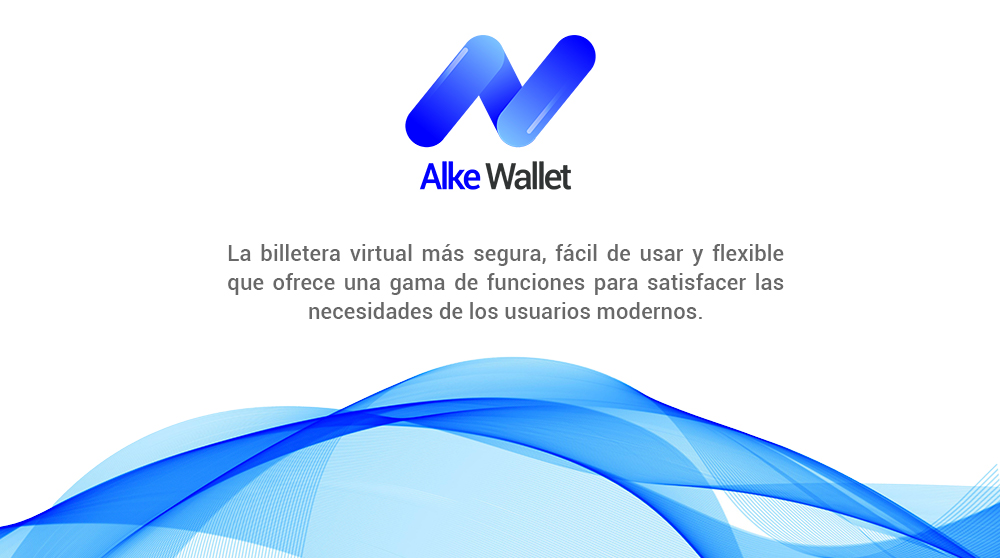 Alke Wallet
La billetera virtual más segura, fácil de usar y flexible
que ofrece una gama de funciones para satisfacer las
necesidades de los usuarios modernos.